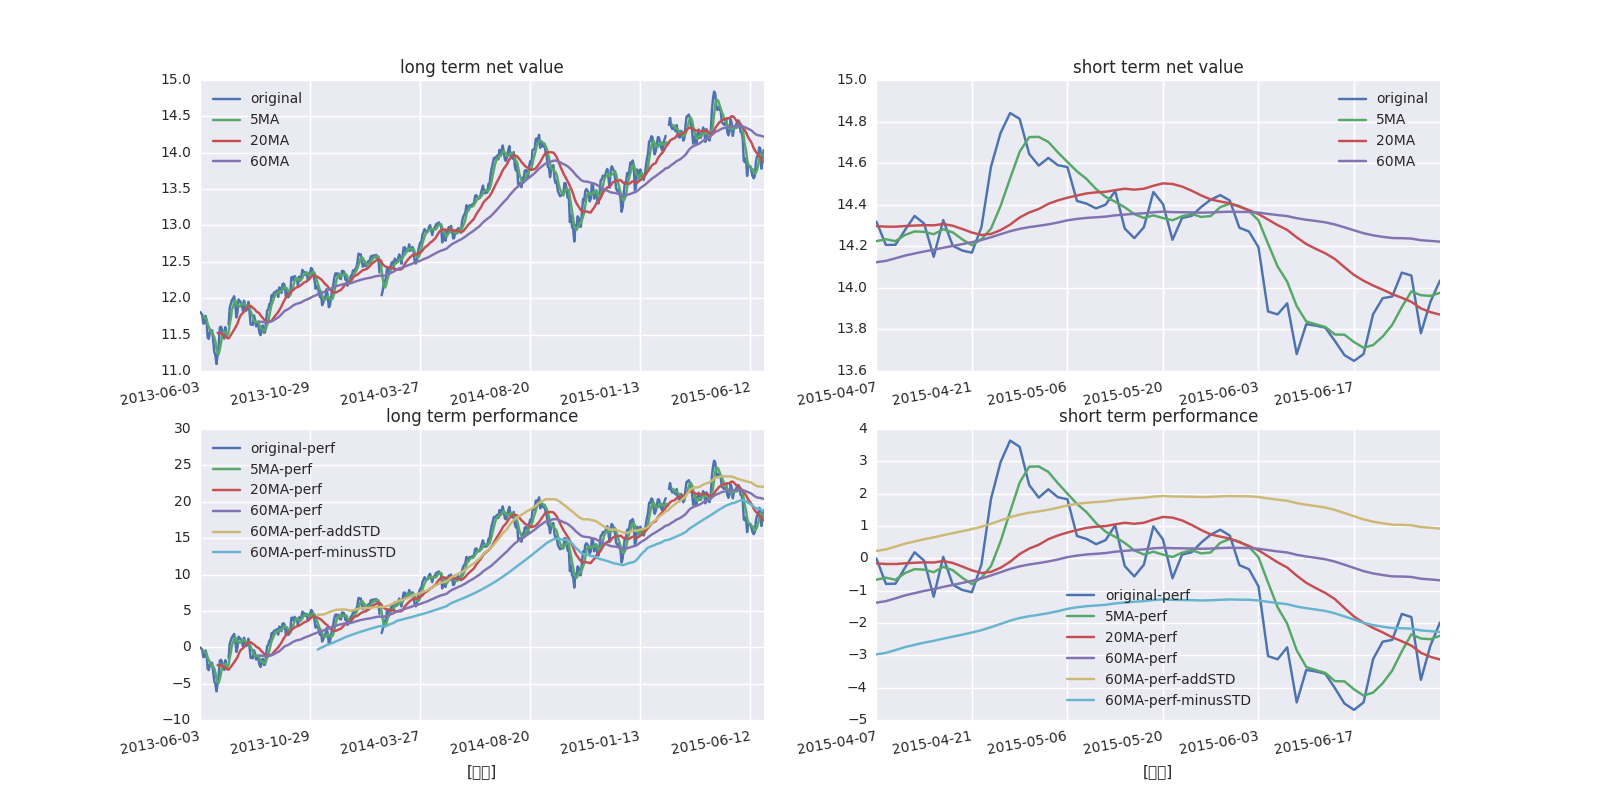 long term net value
15.0
14.5
14.0
13.5
13.0
12.5
12.0
11.5
11.0
original
5MA
20MA
60MA
2013-06-03 2013-10-29 2014-03-27 2014-08-20 2015-01-13 2015-06-12
short term net value
15.0
14.8
14.6
14.4
14.2
14.0
13.8
13.6
original
5MA
20MA
60MA
2015-04-07 2015-04-21 2015-05-06 2015-05-20 2015-06-03 2015-06-17
long term performance
30
25
20
15
10
5
0
−5
−10
original-perf
5MA-perf
20MA-perf
60MA-perf
60MA-perf-addSTD
60MA-perf-minusSTD
2013-06-03 2013-10-29 2014-03-27 2014-08-20 2015-01-13 2015-06-12
short term performance
4
3
2
1
0
−1
−2
−3
−4
−5
original-perf
5MA-perf
20MA-perf
60MA-perf
60MA-perf-addSTD
60MA-perf-minusSTD
2015-04-07 2015-04-21 2015-05-06 2015-05-20 2015-06-03 2015-06-17